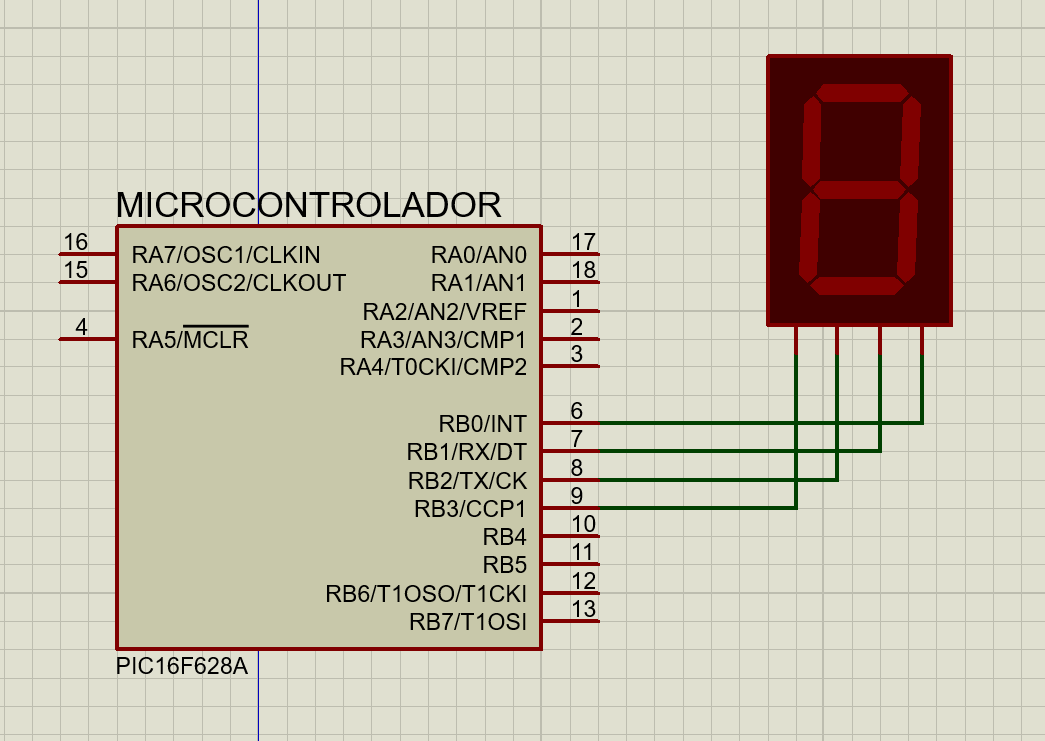 MICROCONTROLADOR
16 RA7/OSC1/CLKIN RA0/AN0 17
15 RA6/OSC2/CLKOUT RA1/AN1 18
RA2/AN2/VREF 1
4 RA5/MCLR RA3/AN3/CMP1 2
RA4/T0CKI/CMP2 3
RB0/INT 6
RB1/RX/DT 7
RB2/TX/CK 8
RB3/CCP1 9
RB4 10
RB5 11
RB6/T1OSO/T1CKI 12
RB7/T1OSI 13
PIC16F628A